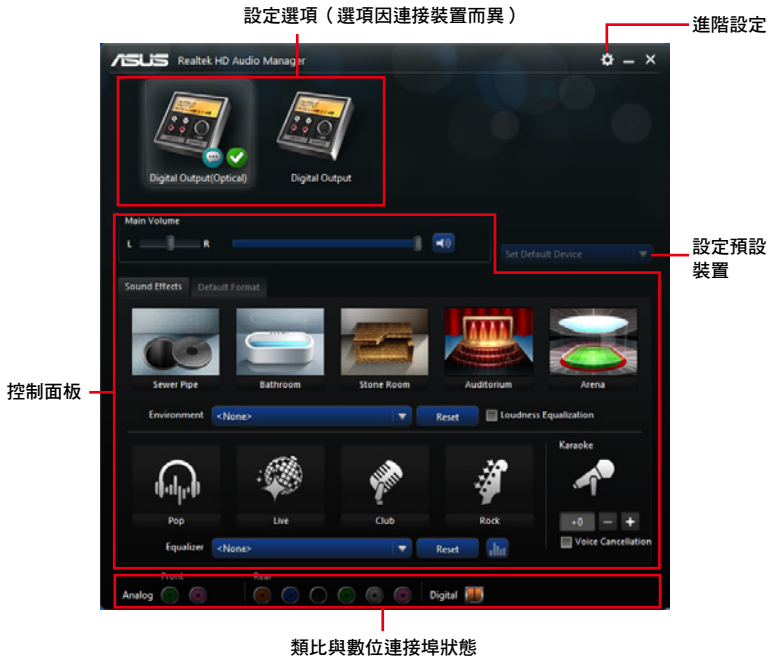 設定選項（選項因連接裝置而異）
進階設定
ASUS Realtek HD Audio Manager
Digital Output(Optical) Digital Output
Main Volume
L R
Set Default Device
設定預設
裝置
Sound Effects Default Format
控制面板
Sewer Pipe Bathroom Stone Room Auditorium Arena
Environment <None> Reset Loudness Equalization
Karaoke
Pop Live Club Rock
+0 − +
Equalizer <None> Reset Voice Cancellation
Front Rear
Analog Digital
類比與數位連接埠狀態